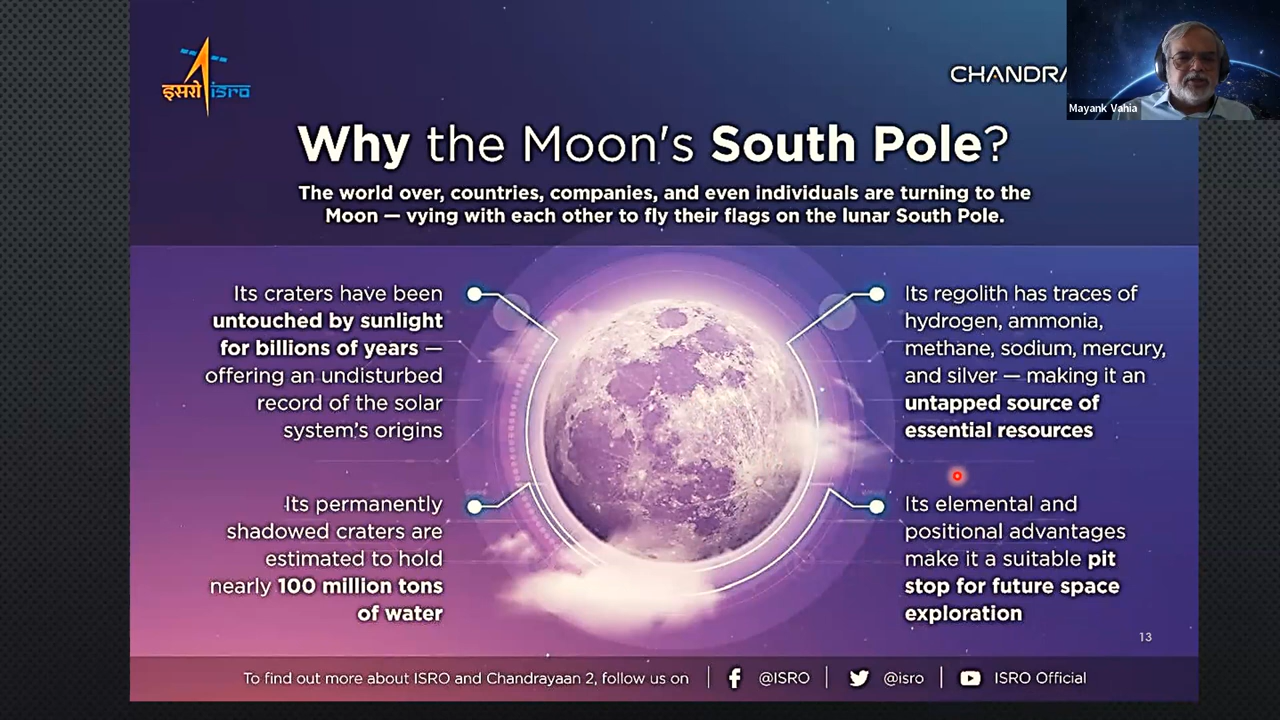 इसरो isro
CHANDRA
Mayank Vahia
Why the Moon's South Pole?
The world over, countries, companies, and even individuals are turning to the
Moon — vying with each other to fly their flags on the lunar South Pole.
Its craters have been
untouched by sunlight
for billions of years —
offering an undisturbed
record of the solar
system's origins
Its regolith has traces of
hydrogen, ammonia,
methane, sodium, mercury,
and silver — making it an
untapped source of
essential resources
Its permanently
shadowed craters are
estimated to hold
nearly 100 million tons
of water
Its elemental and
positional advantages
make it a suitable pit
stop for future space
exploration
13
To find out more about ISRO and Chandrayaan 2, follow us on @ISRO @isro ISRO Official